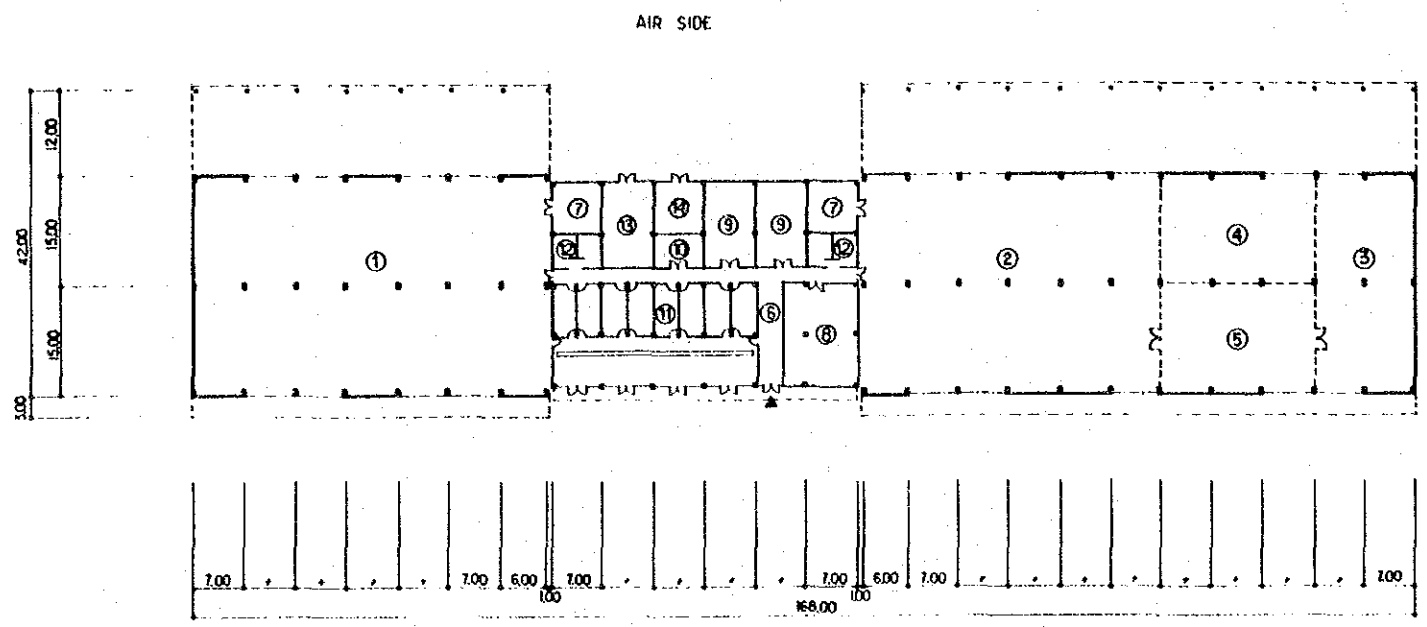 AIR SIDE
12.00
15.00
42.00
15.00
3.00
⑦ ⑬ ⑭ ⑨ ⑨ ⑦
⑫ ⑩ ⑫
① ② ④ ③
⑪ ⑥ ⑧ ⑤
7.00 7.00 6.00 7.00 7.00 6.00 7.00 7.00
1.00 1.00
168.00